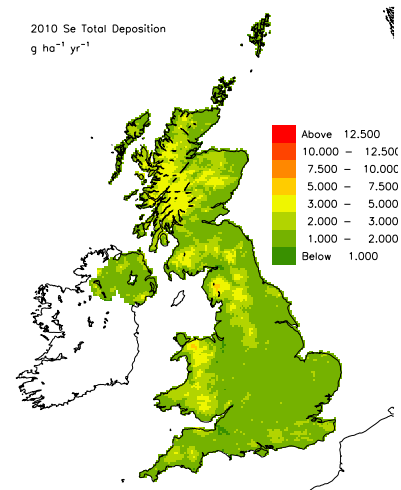 2010 Se Total Deposition
g ha⁻¹ yr⁻¹
Above 12.500
10.000 – 12.500
7.500 – 10.000
5.000 – 7.500
3.000 – 5.000
2.000 – 3.000
1.000 – 2.000
Below 1.000